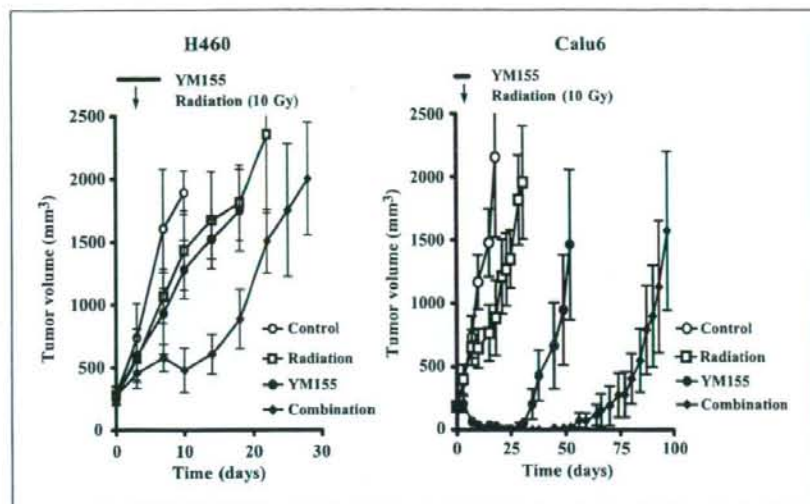 H460
YM155
Radiation (10 Gy)
2500
2000
1500
1000
500
0
Tumor volume (mm³)
0
10
20
30
Time (days)
Control
Radiation
YM155
Combination
Calu6
YM155
Radiation (10 Gy)
2500
2000
1500
1000
500
0
Tumor volume (mm³)
0
25
50
75
100
Time (days)
Control
Radiation
YM155
Combination